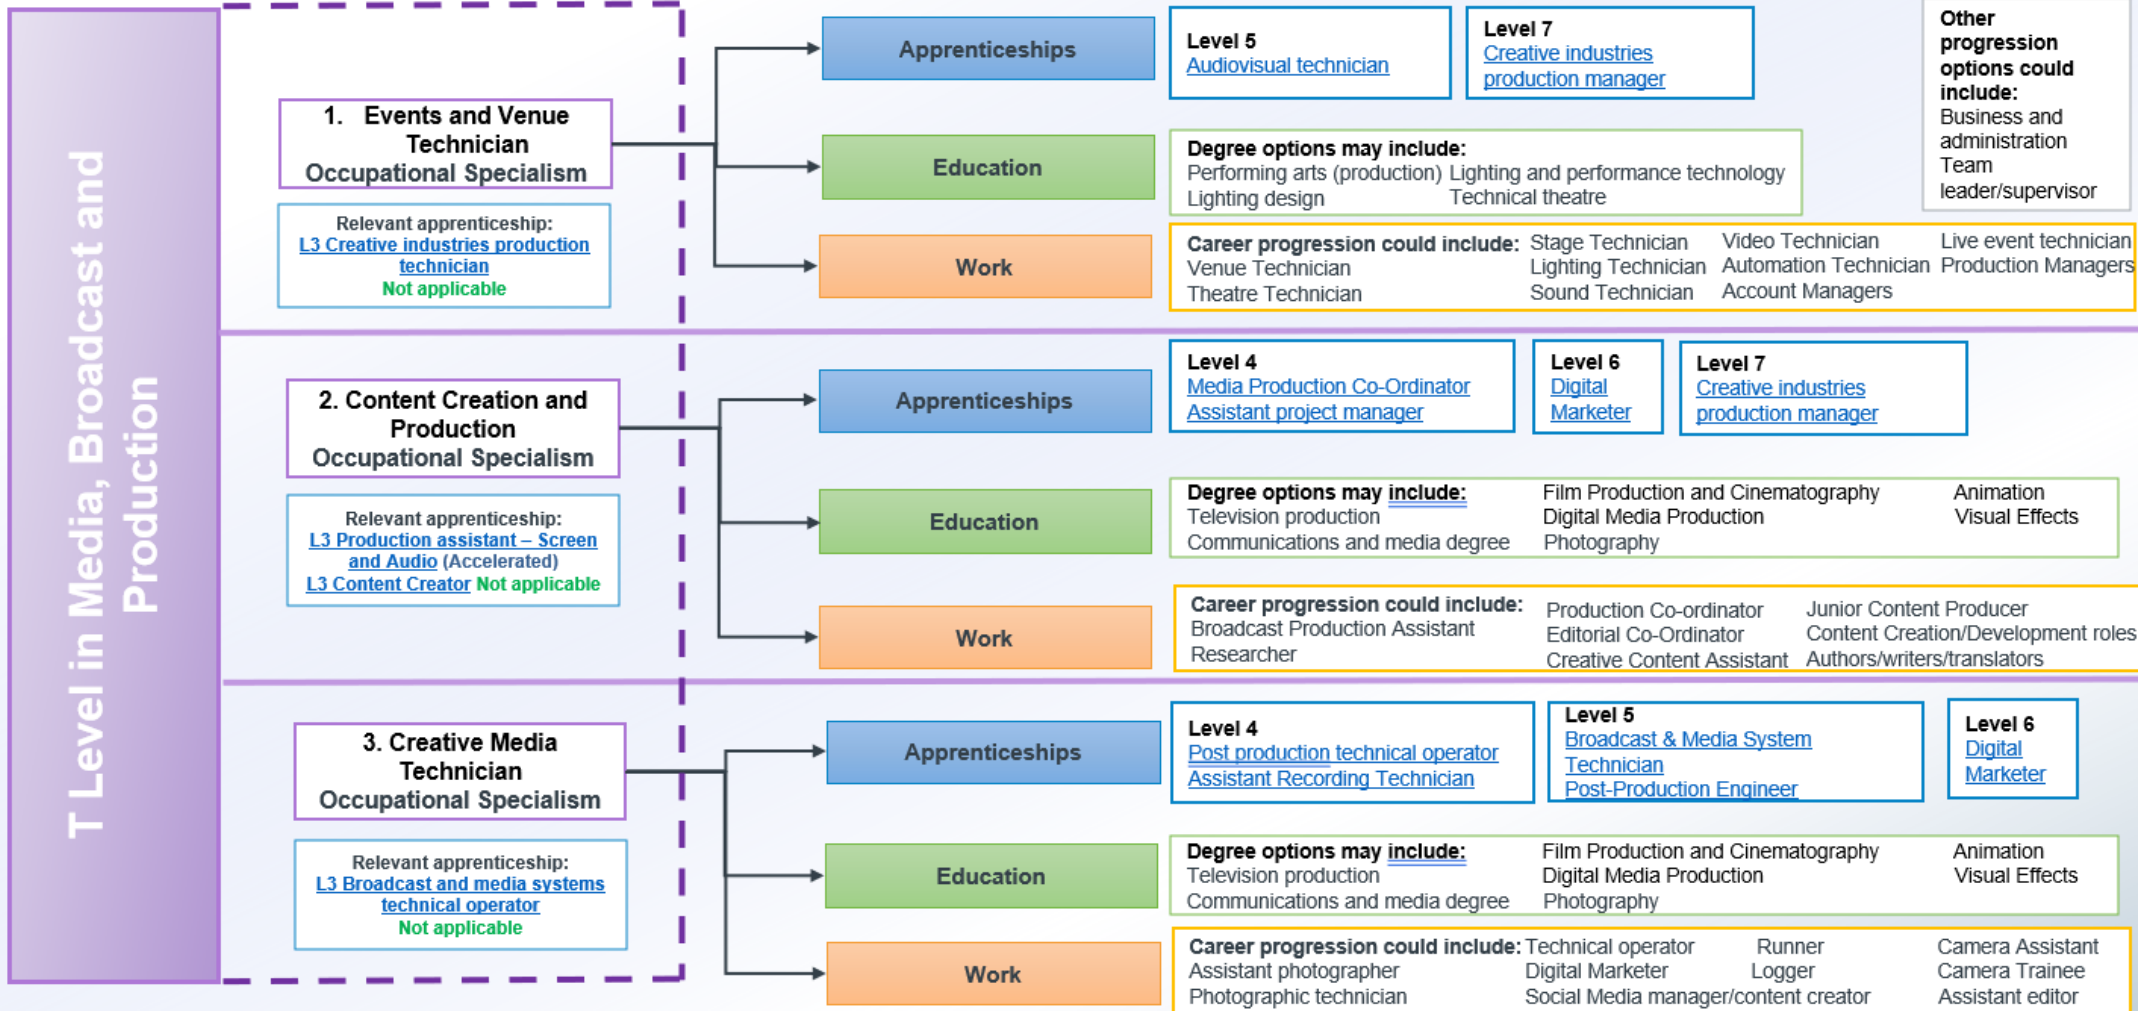 T Level in Media, Broadcast and
Production
1. Events and Venue
Technician
Occupational Specialism
Relevant apprenticeship:
L3 Creative industries production
technician
Not applicable
Apprenticeships
Level 5
Audiovisual technician
Level 7
Creative industries
production manager
Other
progression
options could
include:
Business and
administration
Team
leader/supervisor
Education
Degree options may include:
Performing arts (production) Lighting and performance technology
Lighting design Technical theatre
Work
Career progression could include: Stage Technician Video Technician Live event technician
Venue Technician Lighting Technician Automation Technician Production Managers
Theatre Technician Sound Technician Account Managers
2. Content Creation and
Production
Occupational Specialism
Relevant apprenticeship:
L3 Production assistant – Screen
and Audio (Accelerated)
L3 Content Creator Not applicable
Apprenticeships
Level 4
Media Production Co-Ordinator
Assistant project manager
Level 6
Digital
Marketer
Level 7
Creative industries
production manager
Education
Degree options may include: Film Production and Cinematography Animation
Television production Digital Media Production Visual Effects
Communications and media degree Photography
Work
Career progression could include: Production Co-ordinator Junior Content Producer
Broadcast Production Assistant Editorial Co-Ordinator Content Creation/Development roles
Researcher Creative Content Assistant Authors/writers/translators
3. Creative Media
Technician
Occupational Specialism
Relevant apprenticeship:
L3 Broadcast and media systems
technical operator
Not applicable
Apprenticeships
Level 4
Post production technical operator
Assistant Recording Technician
Level 5
Broadcast & Media System
Technician
Post-Production Engineer
Level 6
Digital
Marketer
Education
Degree options may include: Film Production and Cinematography Animation
Television production Digital Media Production Visual Effects
Communications and media degree Photography
Work
Career progression could include: Technical operator Runner Camera Assistant
Assistant photographer Digital Marketer Logger Camera Trainee
Photographic technician Social Media manager/content creator Assistant editor